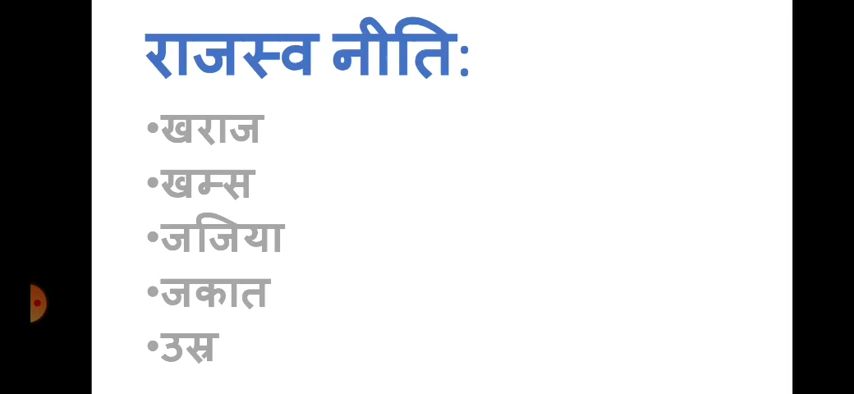 राजस्व नीति:
•खराज
•खम्स
•जजिया
•जकात
•उस्र